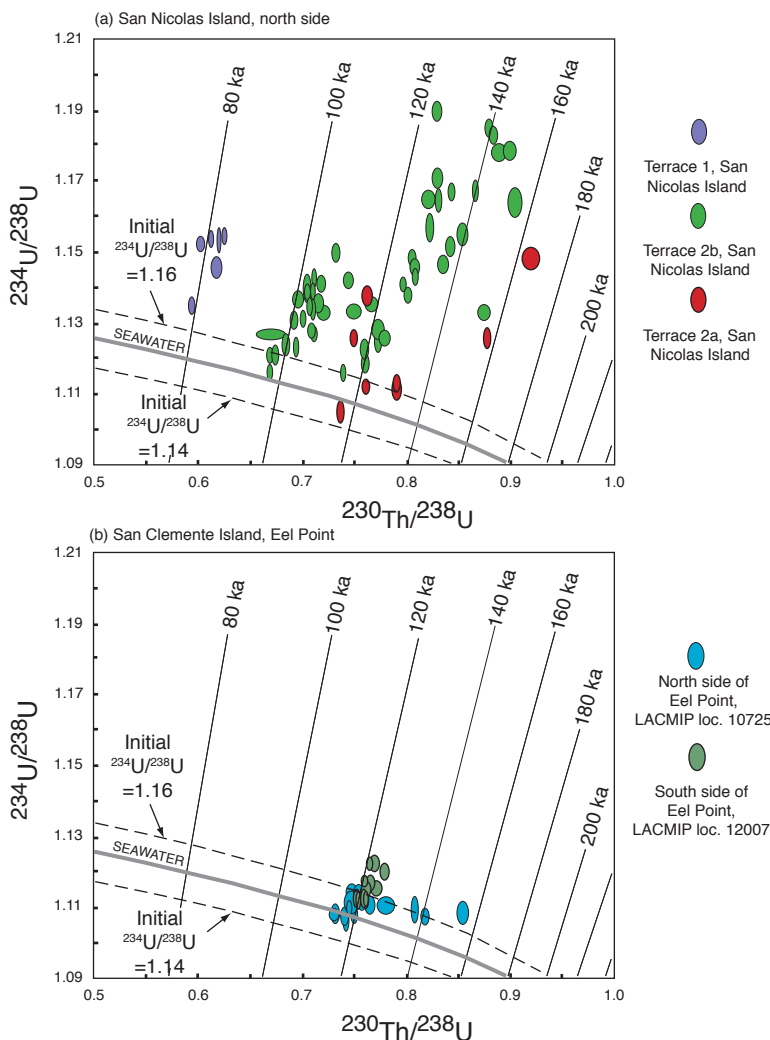 (a) San Nicolas Island, north side
1.21
1.19
1.17
1.15
1.13
1.11
1.09
234U/238U
80 ka
100 ka
120 ka
140 ka
160 ka
180 ka
200 ka
Initial
234U/238U
=1.16
SEAWATER
Initial
234U/238U
=1.14
0.5
0.6
0.7
0.8
0.9
1.0
230Th/238U
Terrace 1, San
Nicolas Island
Terrace 2b, San
Nicolas Island
Terrace 2a, San
Nicolas Island
(b) San Clemente Island, Eel Point
1.21
1.19
1.17
1.15
1.13
1.11
1.09
234U/238U
80 ka
100 ka
120 ka
140 ka
160 ka
180 ka
200 ka
Initial
234U/238U
=1.16
SEAWATER
Initial
234U/238U
=1.14
0.5
0.6
0.7
0.8
0.9
1.0
230Th/238U
North side of
Eel Point,
LACMIP loc. 10725
South side of
Eel Point,
LACMIP loc. 12007